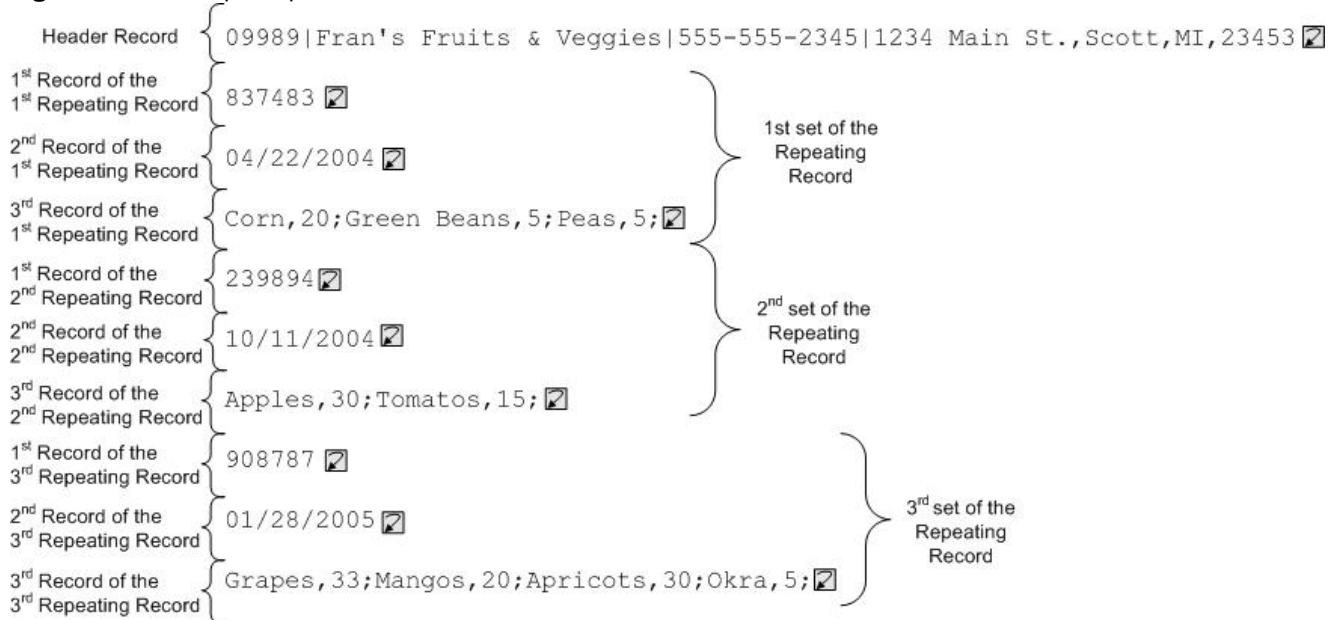 Header Record
09989|Fran's Fruits & Veggies|555-555-2345|1234 Main St.,Scott,MI,23453
1st Record of the
1st Repeating Record
837483
2nd Record of the
1st Repeating Record
04/22/2004
3rd Record of the
1st Repeating Record
Corn,20;Green Beans,5;Peas,5;
1st set of the
Repeating
Record
1st Record of the
2nd Repeating Record
239894
2nd Record of the
2nd Repeating Record
10/11/2004
3rd Record of the
2nd Repeating Record
Apples,30;Tomatos,15;
2nd set of the
Repeating
Record
1st Record of the
3rd Repeating Record
908787
2nd Record of the
3rd Repeating Record
01/28/2005
3rd Record of the
3rd Repeating Record
Grapes,33;Mangos,20;Apricots,30;Okra,5;
3rd set of the
Repeating
Record